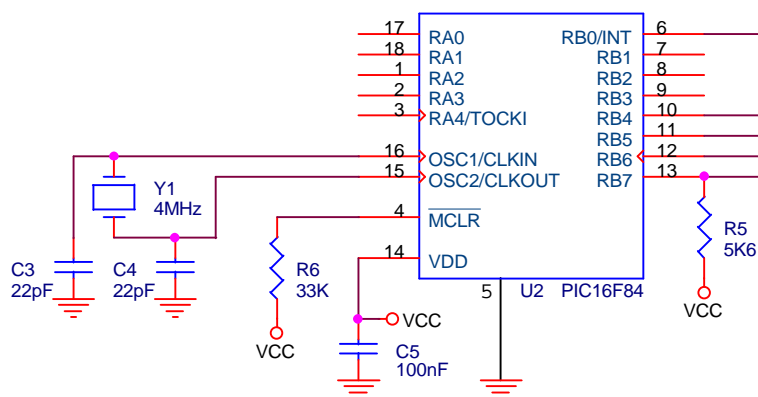 17 RA0 RB0/INT 6
18 RA1 RB1 7
1 RA2 RB2 8
2 RA3 RB3 9
3 RA4/TOCKI RB4 10
RB5 11
16 OSC1/CLKIN RB6 12
15 OSC2/CLKOUT RB7 13
Y1
4MHz
4 MCLR
R5
5K6
14 VDD
C3
22pF
C4
22pF
R6
33K
5 U2 PIC16F84
VCC
VCC
VCC
C5
100nF